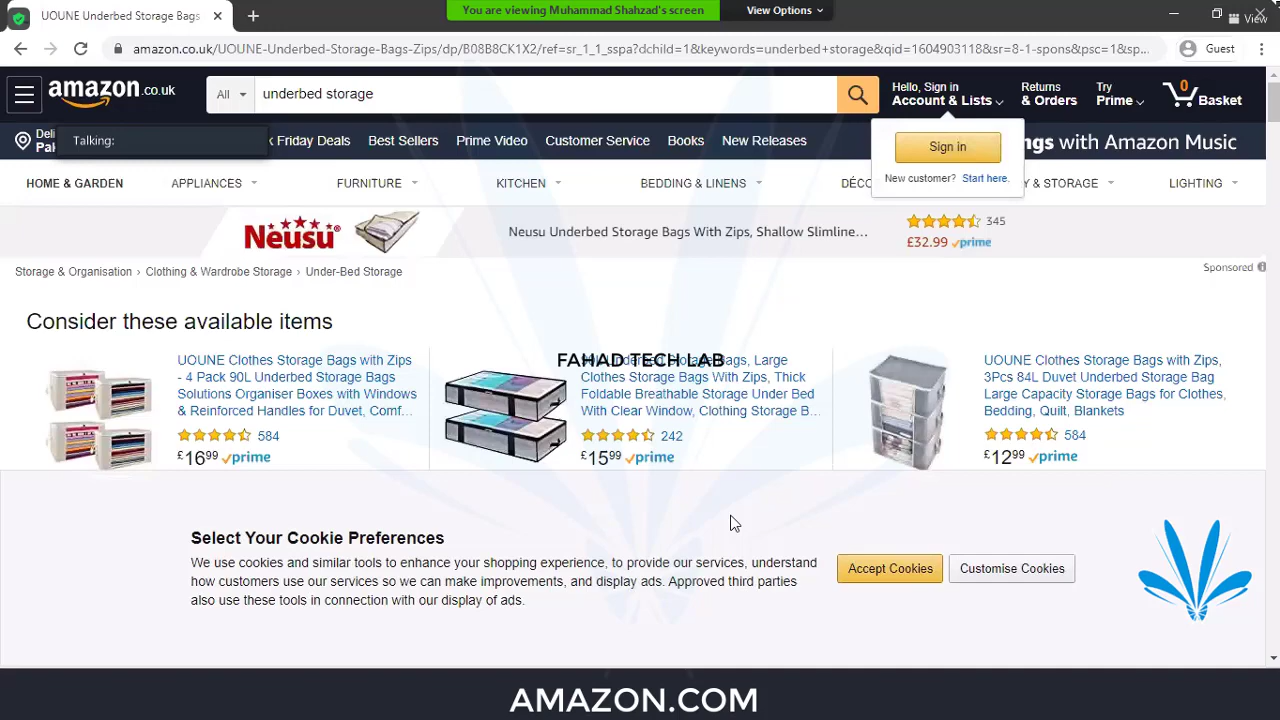 UOUNE Underbed Storage Bags
You are viewing Muhammad Shahzad's screen
View Options
View
amazon.co.uk/UOUNE-Underbed-Storage-Bags-Zips/dp/B08B8CK1X2/ref=sr_1_1_sspa?dchild=1&keywords=underbed+storage&qid=1604903118&sr=8-1-spons&psc=1&sp...
Guest
amazon.co.uk
All
underbed storage
Hello, Sign in
Account & Lists
Returns
& Orders
Try
Prime
0
Basket
Deli
Pak
Talking:
k Friday Deals
Best Sellers
Prime Video
Customer Service
Books
New Releases
ngs with Amazon Music
Sign in
New customer? Start here.
HOME & GARDEN
APPLIANCES
FURNITURE
KITCHEN
BEDDING & LINENS
DÉCO
Y & STORAGE
LIGHTING
Neusu
Neusu Underbed Storage Bags With Zips, Shallow Slimline...
345
£32.99 prime
Storage & Organisation › Clothing & Wardrobe Storage › Under-Bed Storage
Sponsored
Consider these available items
UOUNE Clothes Storage Bags with Zips
- 4 Pack 90L Underbed Storage Bags
Solutions Organiser Boxes with Windows
& Reinforced Handles for Duvet, Comf...
584
£16.99 prime
FAHAD TECH LAB
Bags, Large
Clothes Storage Bags With Zips, Thick
Foldable Breathable Storage Under Bed
With Clear Window, Clothing Storage B...
242
£15.99 prime
UOUNE Clothes Storage Bags with Zips,
3Pcs 84L Duvet Underbed Storage Bag
Large Capacity Storage Bags for Clothes,
Bedding, Quilt, Blankets
584
£12.99 prime
Select Your Cookie Preferences
We use cookies and similar tools to enhance your shopping experience, to provide our services, understand
how customers use our services so we can make improvements, and display ads. Approved third parties
also use these tools in connection with our display of ads.
Accept Cookies
Customise Cookies
AMAZON.COM